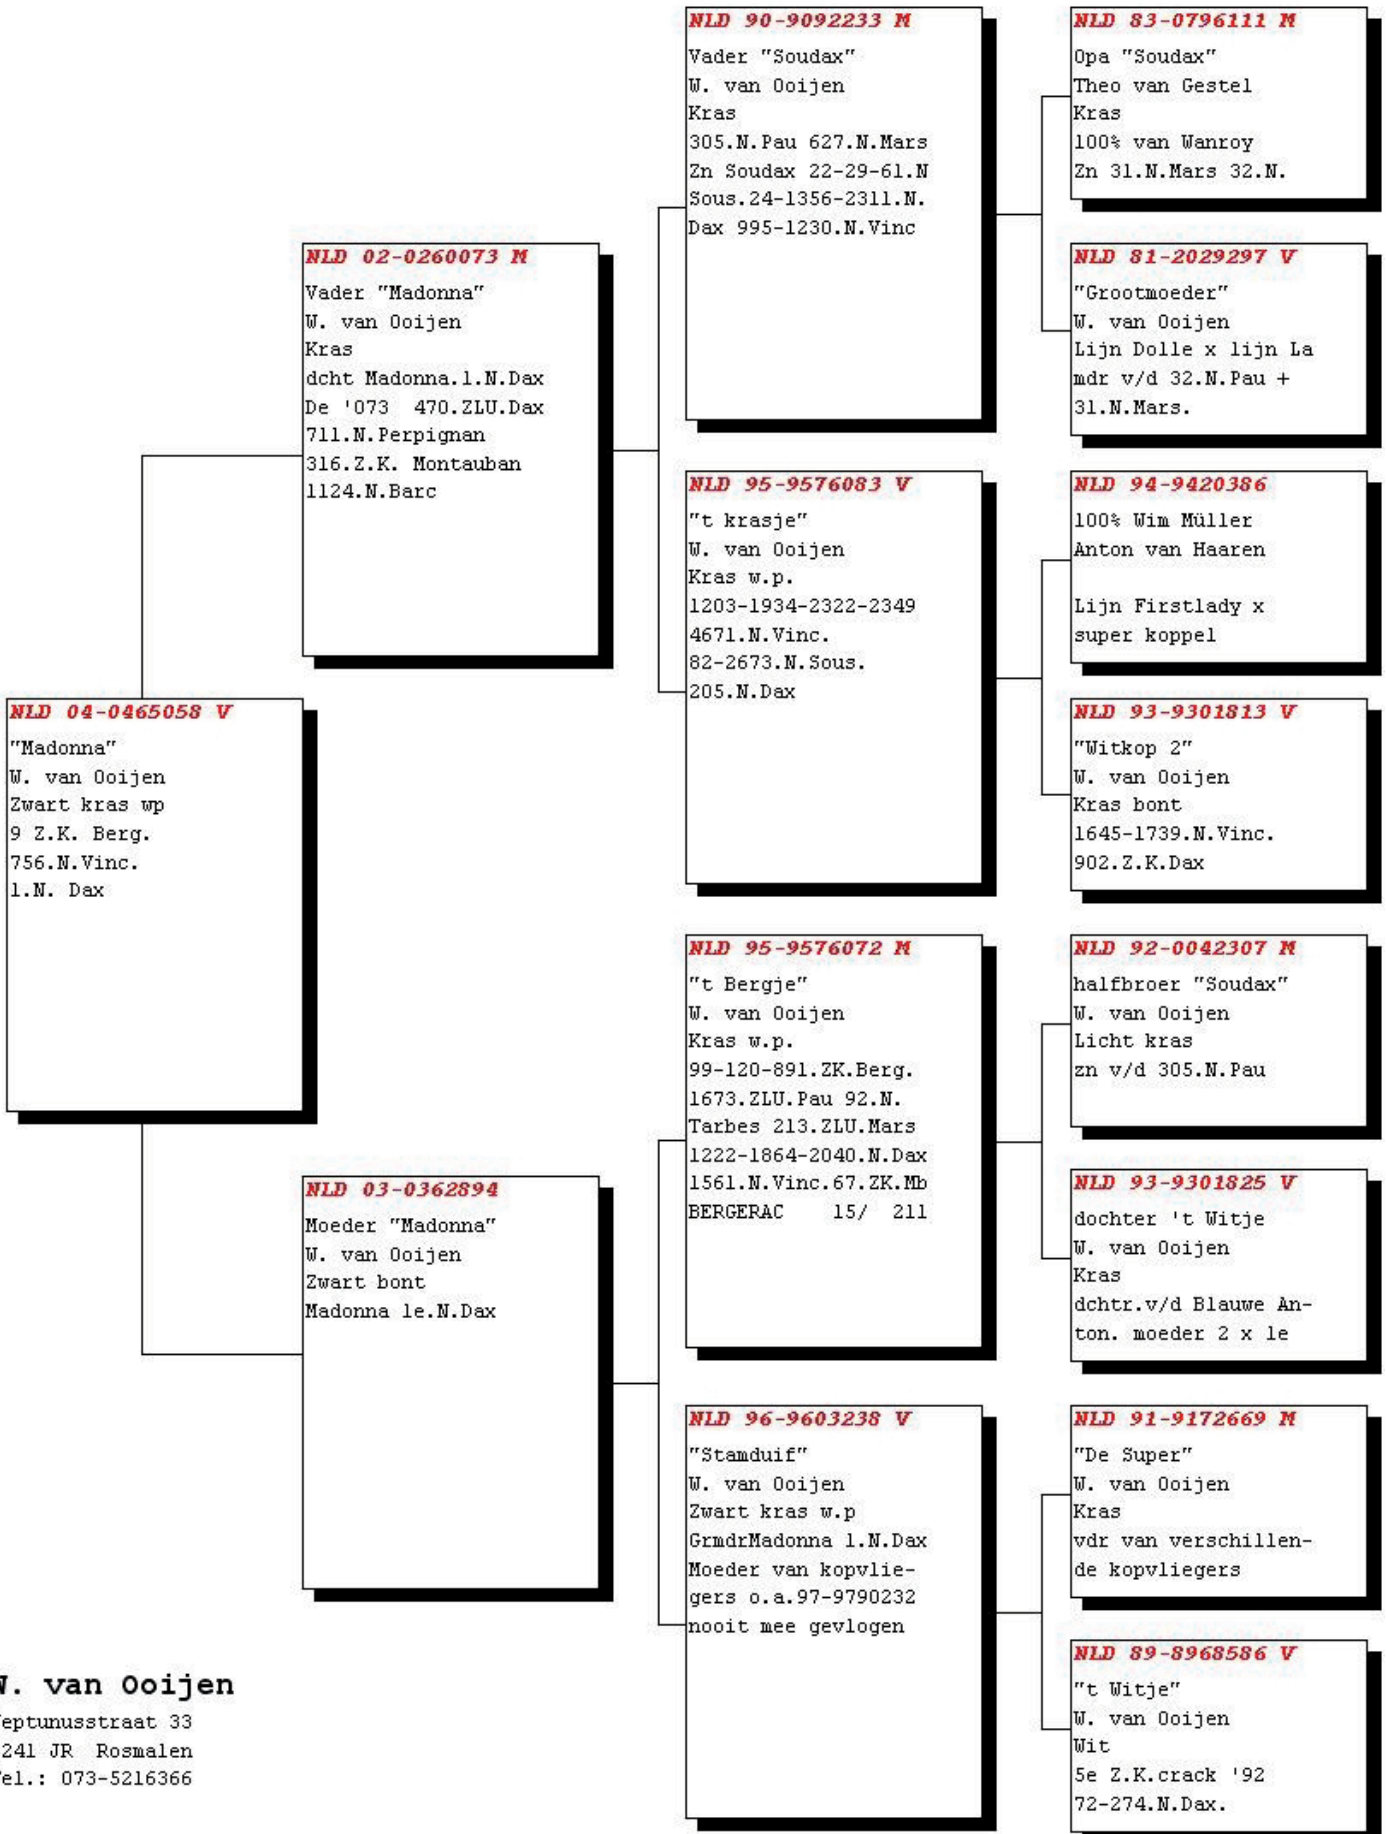 NLD 04-0465058 V
"Madonna"
W. van Ooijen
Zwart kras wp
9 Z.K. Berg.
756.N.Vinc.
1.N. Dax
NLD 02-0260073 M
Vader "Madonna"
W. van Ooijen
Kras
dcht Madonna.1.N.Dax
De '073 470.ZLU.Dax
711.N.Perpignan
316.Z.K. Montauban
1124.N.Barc
NLD 03-0362894
Moeder "Madonna"
W. van Ooijen
Zwart bont
Madonna 1e.N.Dax
NLD 90-9092233 M
Vader "Soudax"
W. van Ooijen
Kras
305.N.Pau 627.N.Mars
Zn Soudax 22-29-61.N
Sous.24-1356-2311.N.
Dax 995-1230.N.Vinc
NLD 95-9576083 V
"t krasje"
W. van Ooijen
Kras w.p.
1203-1934-2322-2349
4671.N.Vinc.
82-2673.N.Sous.
205.N.Dax
NLD 95-9576072 M
"t Bergje"
W. van Ooijen
Kras w.p.
99-120-891.ZK.Berg.
1673.ZLU.Pau 92.N.
Tarbes 213.ZLU.Mars
1222-1864-2040.N.Dax
1561.N.Vinc.67.ZK.Mb
BERGERAC 15/ 211
NLD 96-9603238 V
"Stamduif"
W. van Ooijen
Zwart kras w.p
GrmdrMadonna 1.N.Dax
Moeder van kopvlie-
gers o.a.97-9790232
nooit mee gevlogen
NLD 83-0796111 M
Opa "Soudax"
Theo van Gestel
Kras
100% van Wanroy
Zn 31.N.Mars 32.N.
NLD 81-2029297 V
"Grootmoeder"
W. van Ooijen
Lijn Dolle x lijn La
mdr v/d 32.N.Pau +
31.N.Mars.
NLD 94-9420386
100% Wim Müller
Anton van Haaren
Lijn Firstlady x
super koppel
NLD 93-9301813 V
"Witkop 2"
W. van Ooijen
Kras bont
1645-1739.N.Vinc.
902.Z.K.Dax
NLD 92-0042307 M
halfbroer "Soudax"
W. van Ooijen
Licht kras
zn v/d 305.N.Pau
NLD 93-9301825 V
dochter 't Witje
W. van Ooijen
Kras
dchtr.v/d Blauwe An-
ton. moeder 2 x 1e
NLD 91-9172669 M
"De Super"
W. van Ooijen
Kras
vdr van verschillen-
de kopvliegers
NLD 89-8968586 V
"t Witje"
W. van Ooijen
Wit
5e Z.K.crack '92
72-274.N.Dax.
W. van Ooijen
eptunusstraat 33
241 JR Rosmalen
el.: 073-5216366